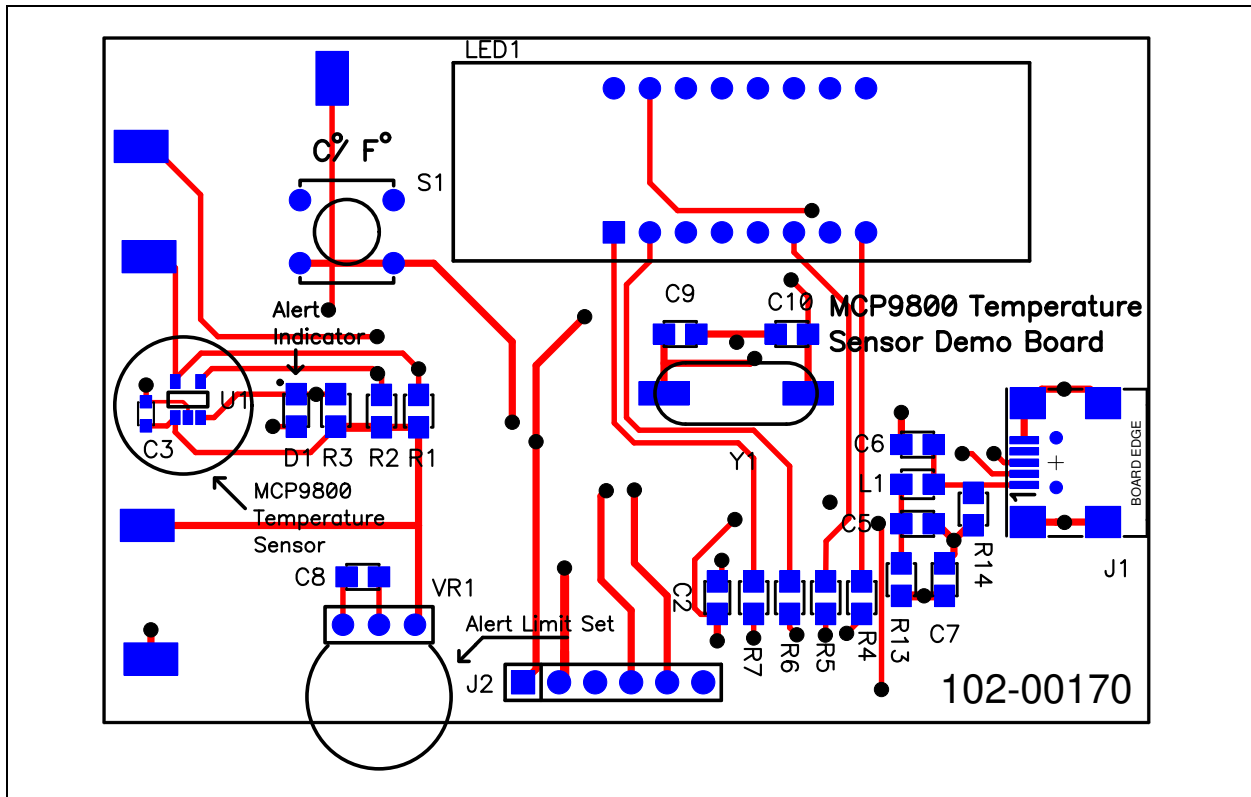 LED1
C°/ F°
S1
Alert
Indicator
C9
C10
MCP9800 Temperature
Sensor Demo Board
U1
C3
D1
R3
R2
R1
MCP9800
Temperature
Sensor
Y1
C6
L1
C5
1
BOARD EDGE
R14
J1
C8
VR1
Alert Limit Set
C2
R7
R6
R5
R4
R13
C7
J2
102-00170